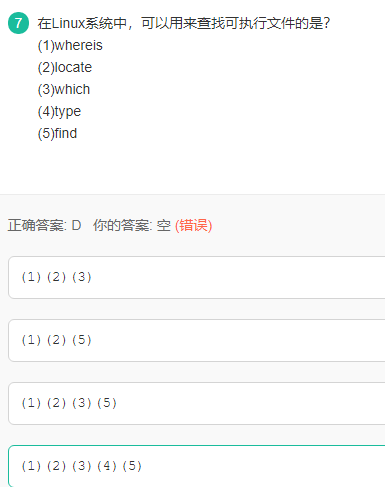 7 在Linux系统中，可以用来查找可执行文件的是？
(1)whereis
(2)locate
(3)which
(4)type
(5)find
正确答案: D 你的答案: 空 (错误)
(1)(2)(3)
(1)(2)(5)
(1)(2)(3)(5)
(1)(2)(3)(4)(5)